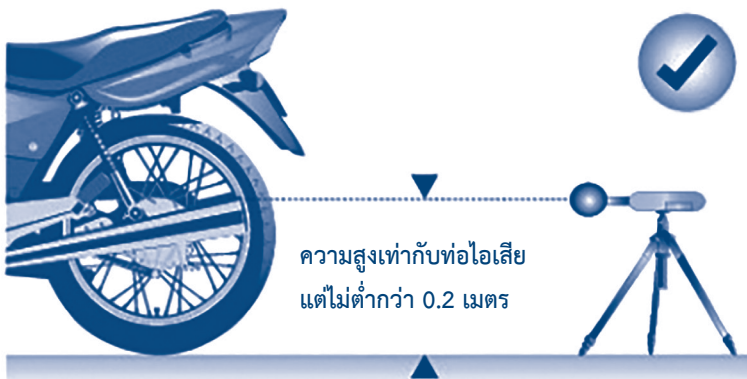 ความสูงเท่ากับท่อไอเสีย
แต่ไม่ต่ำกว่า 0.2 เมตร